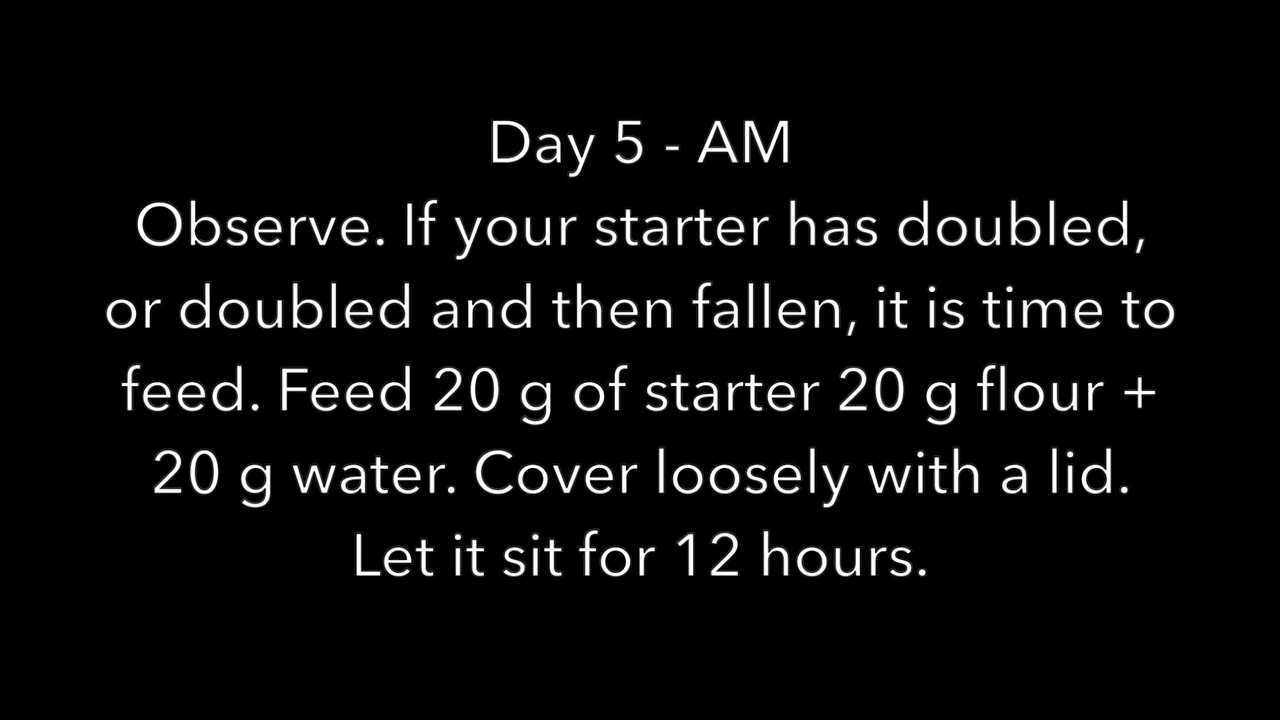 Day 5 - AM
Observe. If your starter has doubled,
or doubled and then fallen, it is time to
feed. Feed 20 g of starter 20 g flour +
20 g water. Cover loosely with a lid.
Let it sit for 12 hours.